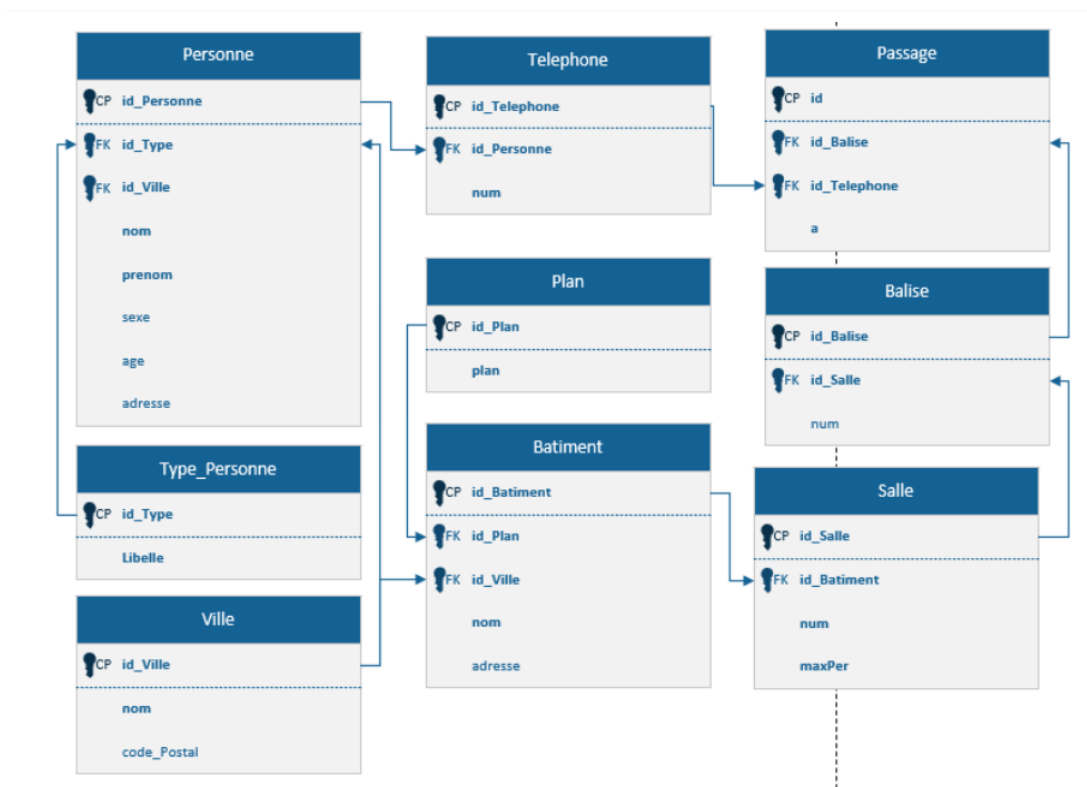 Personne
CP id_Personne
FK id_Type
FK id_Ville
nom
prenom
sexe
age
adresse
Type_Personne
CP id_Type
Libelle
Ville
CP id_Ville
nom
code_Postal
Telephone
CP id_Telephone
FK id_Personne
num
Plan
CP id_Plan
plan
Batiment
CP id_Batiment
FK id_Plan
FK id_Ville
nom
adresse
Passage
CP id
FK id_Balise
FK id_Telephone
a
Balise
CP id_Balise
FK id_Salle
num
Salle
CP id_Salle
FK id_Batiment
num
maxPer